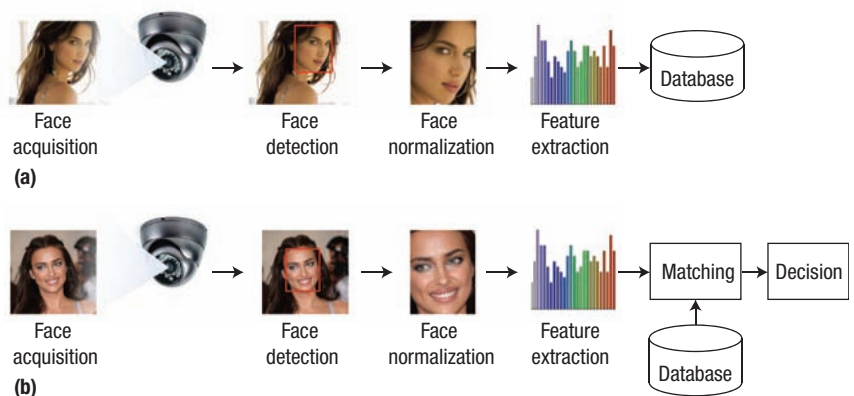 Face
acquisition
Face
detection
Face
normalization
Feature
extraction
Database
(a)
Face
acquisition
Face
detection
Face
normalization
Feature
extraction
Matching
Decision
Database
(b)